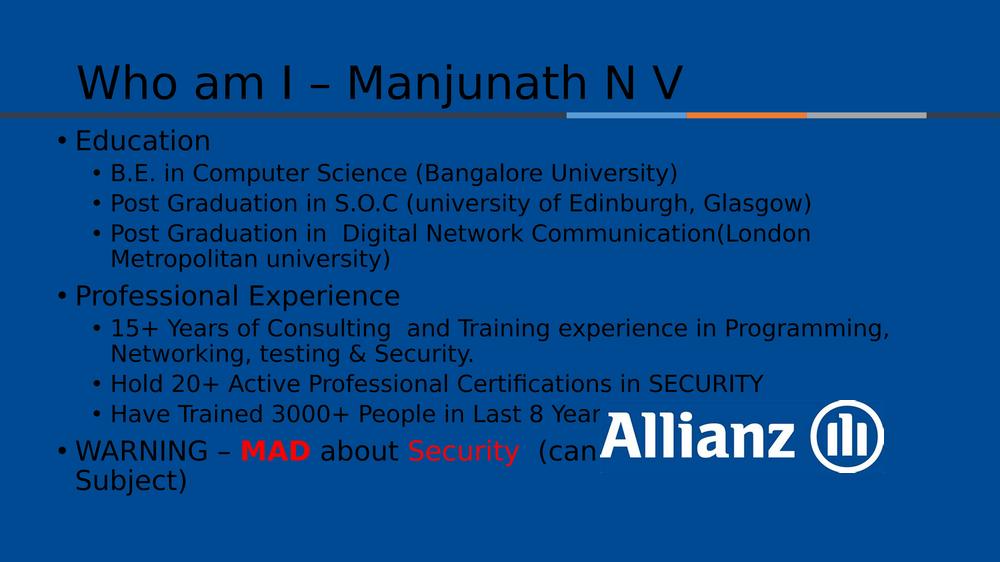 Who am I – Manjunath N V
• Education
• B.E. in Computer Science (Bangalore University)
• Post Graduation in S.O.C (university of Edinburgh, Glasgow)
• Post Graduation in  Digital Network Communication(London
Metropolitan university)
• Professional Experience
• 15+ Years of Consulting  and Training experience in Programming,
Networking, testing & Security.
• Hold 20+ Active Professional Certifications in SECURITY
• Have Trained 3000+ People in Last 8 Year
• WARNING – MAD about Security  (can
Subject)
Allianz